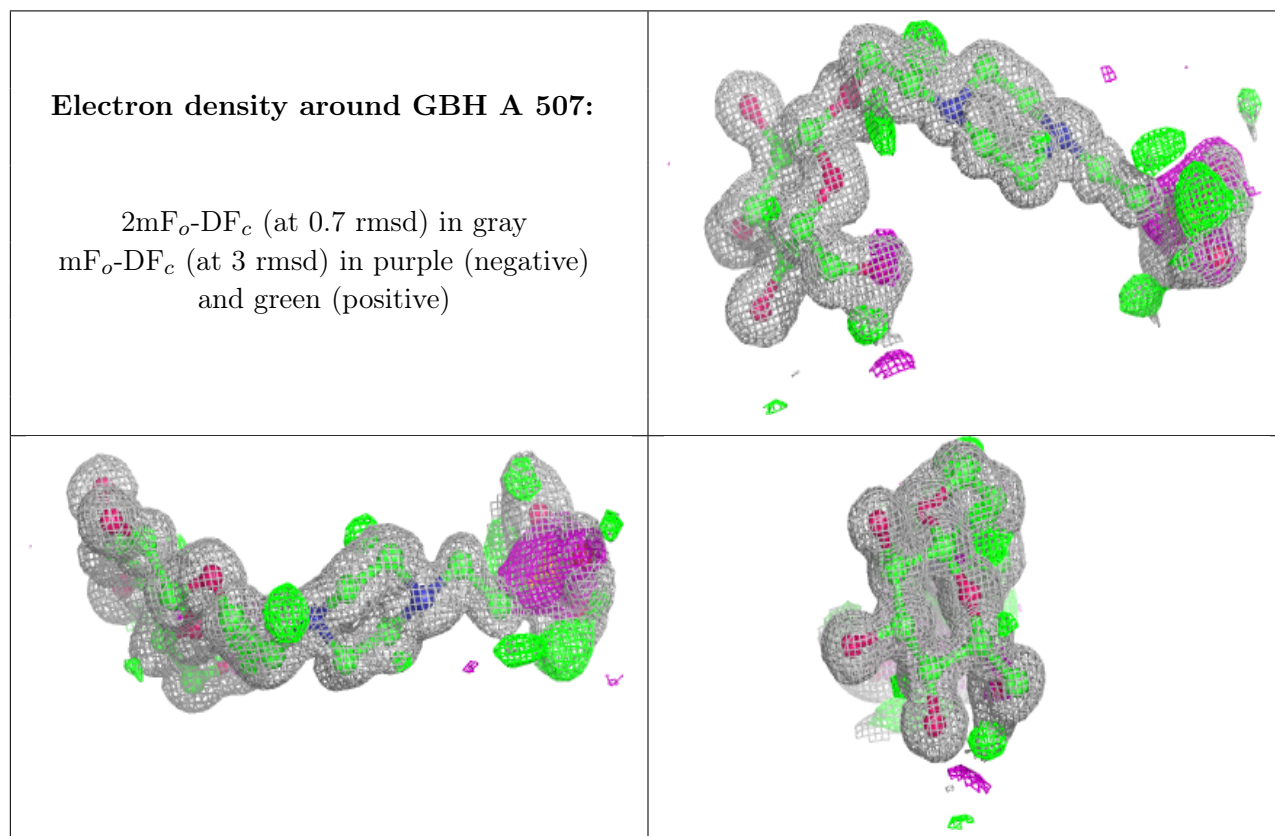 Electron density around GBH A 507:
2mFo-DFc (at 0.7 rmsd) in gray
mFo-DFc (at 3 rmsd) in purple (negative)
and green (positive)